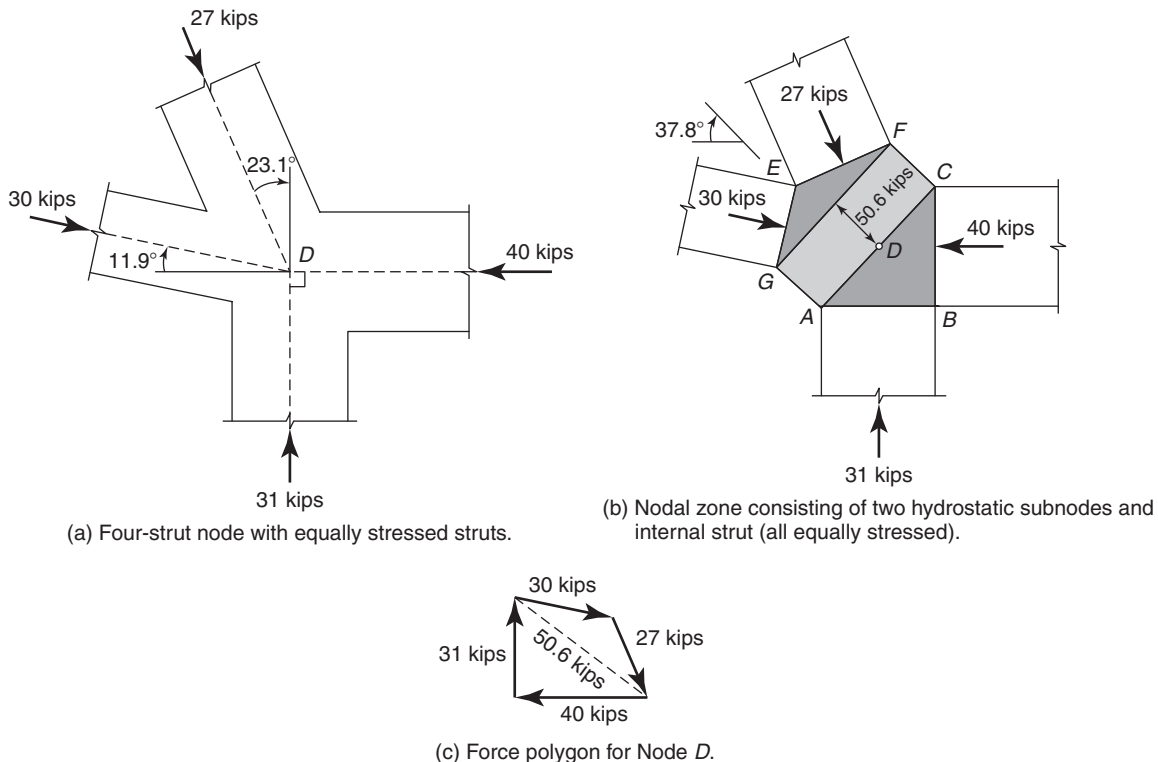 27 kips
23.1°
30 kips
11.9°
D
40 kips
31 kips
(a) Four-strut node with equally stressed struts.
37.8°
27 kips
F
E
C
30 kips
50.6 kips
40 kips
D
G
A
B
31 kips
(b) Nodal zone consisting of two hydrostatic subnodes and
internal strut (all equally stressed).
30 kips
31 kips
50.6 kips
27 kips
40 kips
(c) Force polygon for Node D.